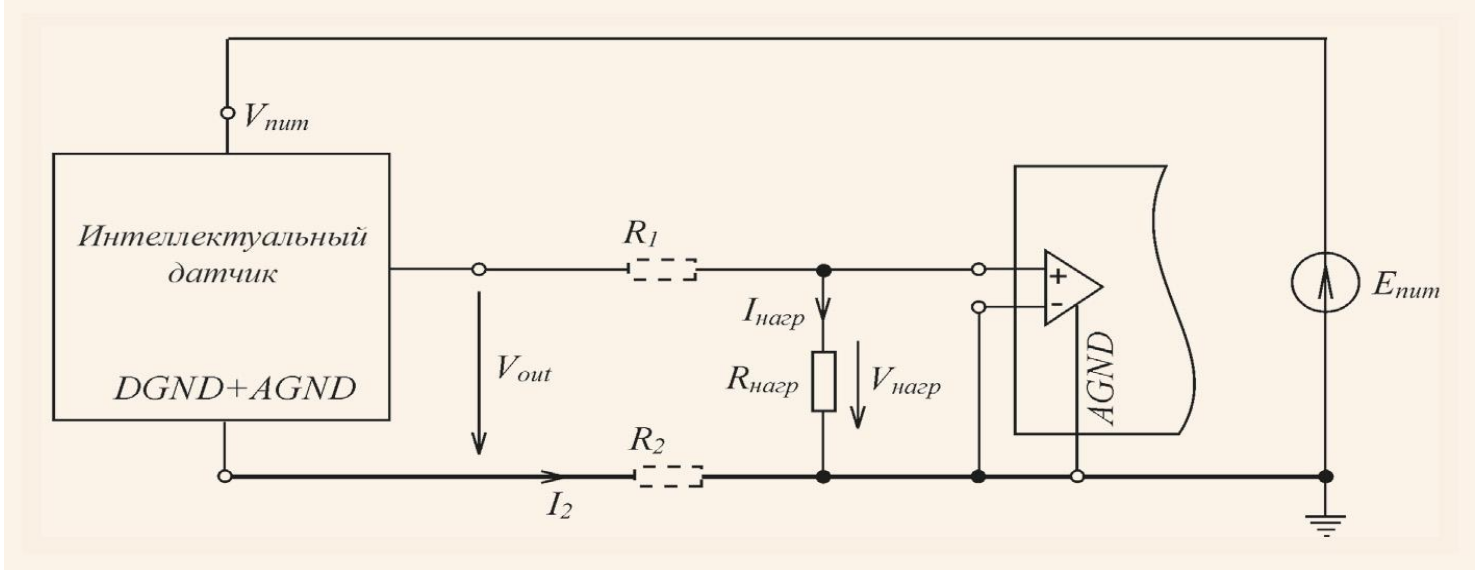 Vпит
Интеллектуальный
датчик
DGND+AGND
Vout
R1
Iнагр
Rнагр
Vнагр
R2
I2
+
-
AGND
Eпит